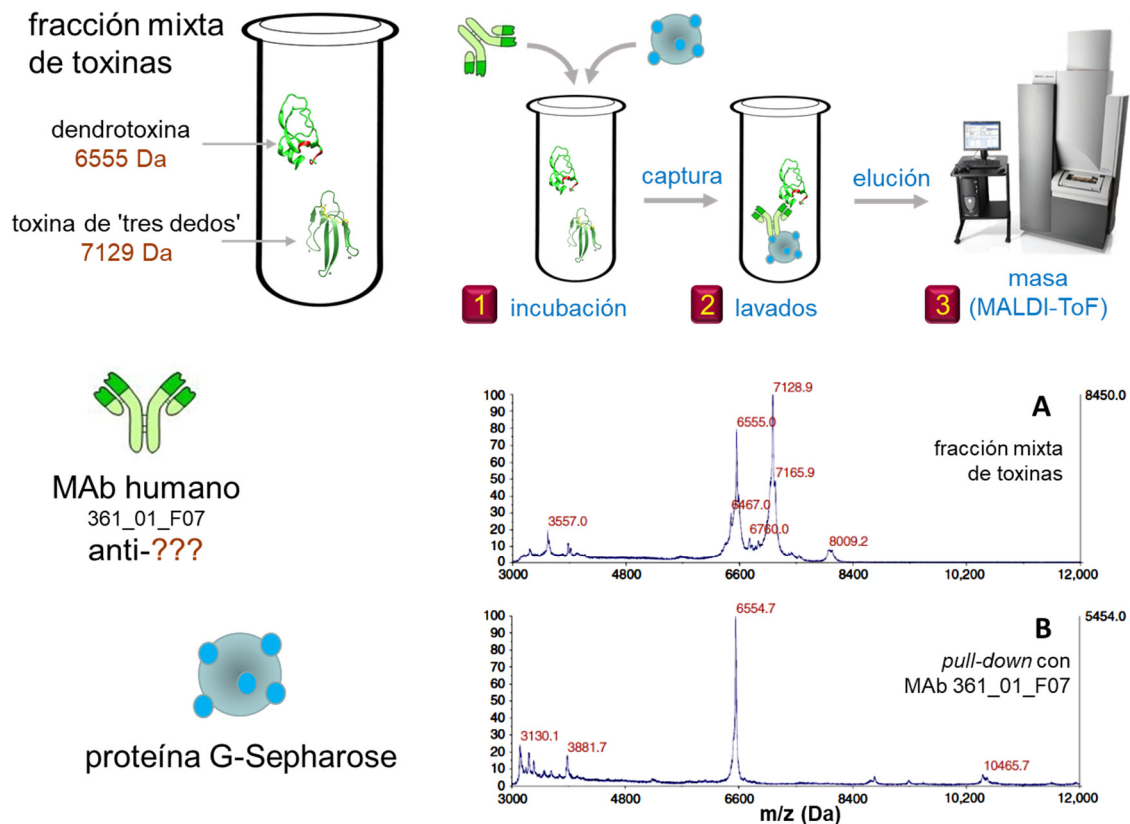 fracción mixta
de toxinas
dendrotoxina
6555 Da
toxina de 'tres dedos'
7129 Da
captura
elución
1 incubación
2 lavados
3 masa
(MALDI-ToF)
MAb humano
361_01_F07
anti-???
proteína G-Sepharose
A
fracción mixta
de toxinas
100
90
80
70
60
50
40
30
20
10
0
7128.9
6555.0
7165.9
6467.0
6760.0
3557.0
8009.2
8450.0
3000
4800
6600
8400
10,200
12,000
B
pull-down con
MAb 361_01_F07
100
90
80
70
60
50
40
30
20
10
0
6554.7
3130.1
3881.7
10465.7
5454.0
3000
4800
6600
8400
10,200
12,000
m/z (Da)